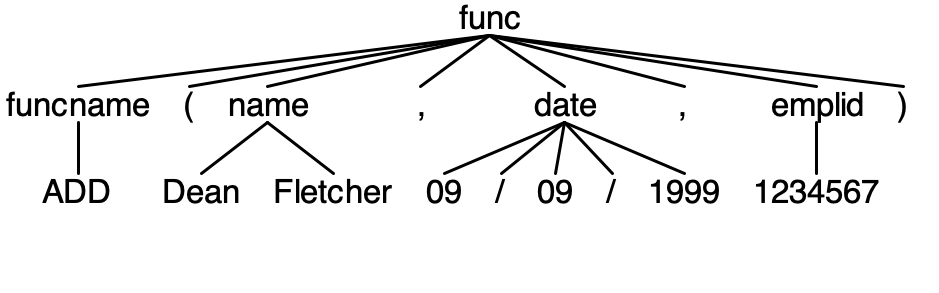 func
funcname ( name , date , emplid )
ADD Dean Fletcher 09 / 09 / 1999 1234567